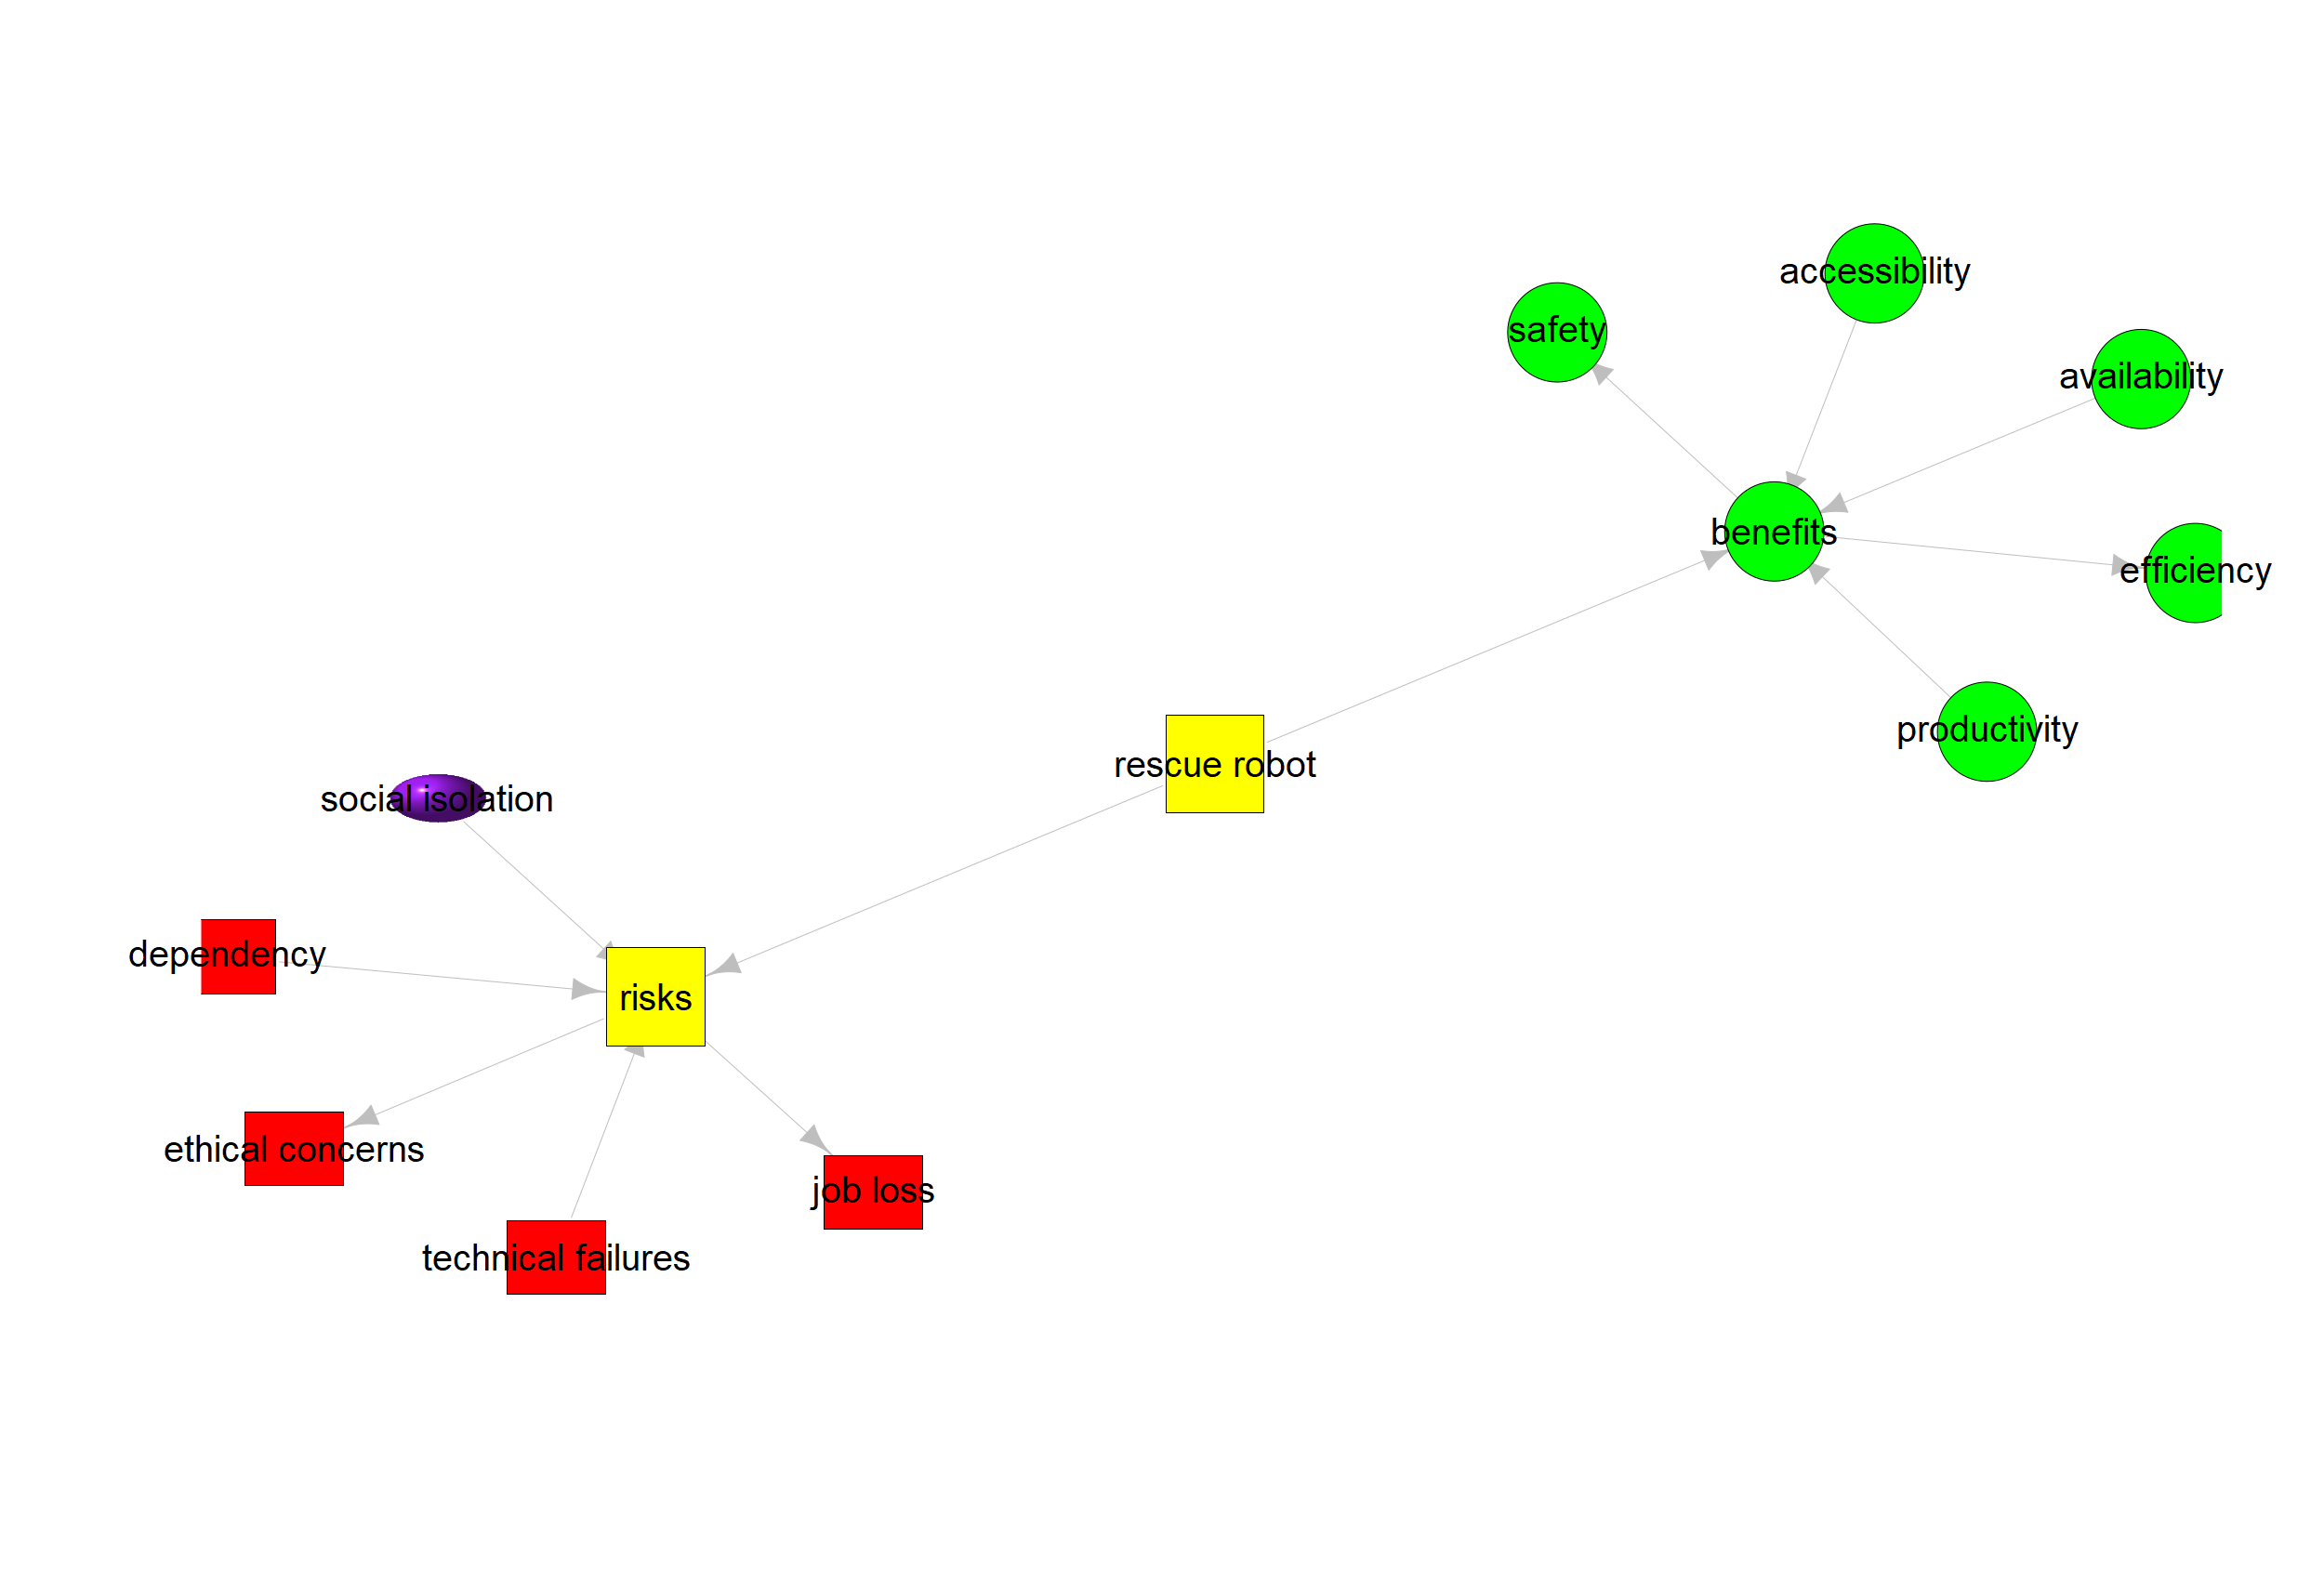 accessibility
safety
availability
benefits
efficiency
productivity
rescue robot
social isolation
dependency
risks
ethical concerns
job loss
technical failures